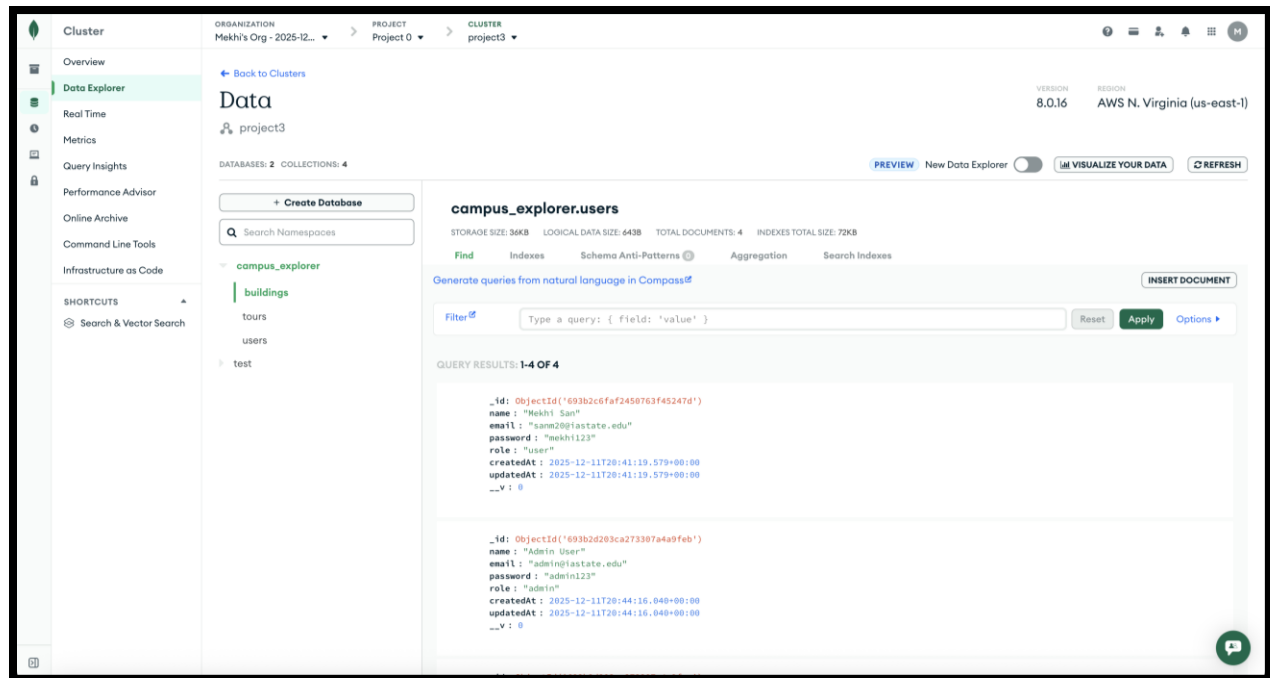 Cluster
ORGANIZATION
Mekhi's Org - 2025-12...
PROJECT
Project 0
CLUSTER
project3
M
Overview
Data Explorer
Real Time
Metrics
Query Insights
Performance Advisor
Online Archive
Command Line Tools
Infrastructure as Code
SHORTCUTS
Search & Vector Search
Back to Clusters
Data
project3
VERSION
8.0.16
REGION
AWS N. Virginia (us-east-1)
DATABASES: 2 COLLECTIONS: 4
PREVIEW New Data Explorer
VISUALIZE YOUR DATA
REFRESH
+ Create Database
Search Namespaces
campus_explorer
buildings
tours
users
test
campus_explorer.users
STORAGE SIZE: 36KB LOGICAL DATA SIZE: 643B TOTAL DOCUMENTS: 4 INDEXES TOTAL SIZE: 72KB
Find Indexes Schema Anti-Patterns 0 Aggregation Search Indexes
Generate queries from natural language in Compass
INSERT DOCUMENT
Filter
Type a query: { field: 'value' }
Reset
Apply
Options
QUERY RESULTS: 1-4 OF 4
_id: ObjectId('693b2c6faf2450763f45247d')
name : "Mekhi San"
email : "sanm20@iastate.edu"
password : "mekhi123"
role : "user"
createdAt : 2025-12-11T20:41:19.579+00:00
updatedAt : 2025-12-11T20:41:19.579+00:00
__v : 0
_id: ObjectId('693b2d203ca273307a4a9feb')
name : "Admin User"
email : "admin@iastate.edu"
password : "admin123"
role : "admin"
createdAt : 2025-12-11T20:44:16.040+00:00
updatedAt : 2025-12-11T20:44:16.040+00:00
__v : 0